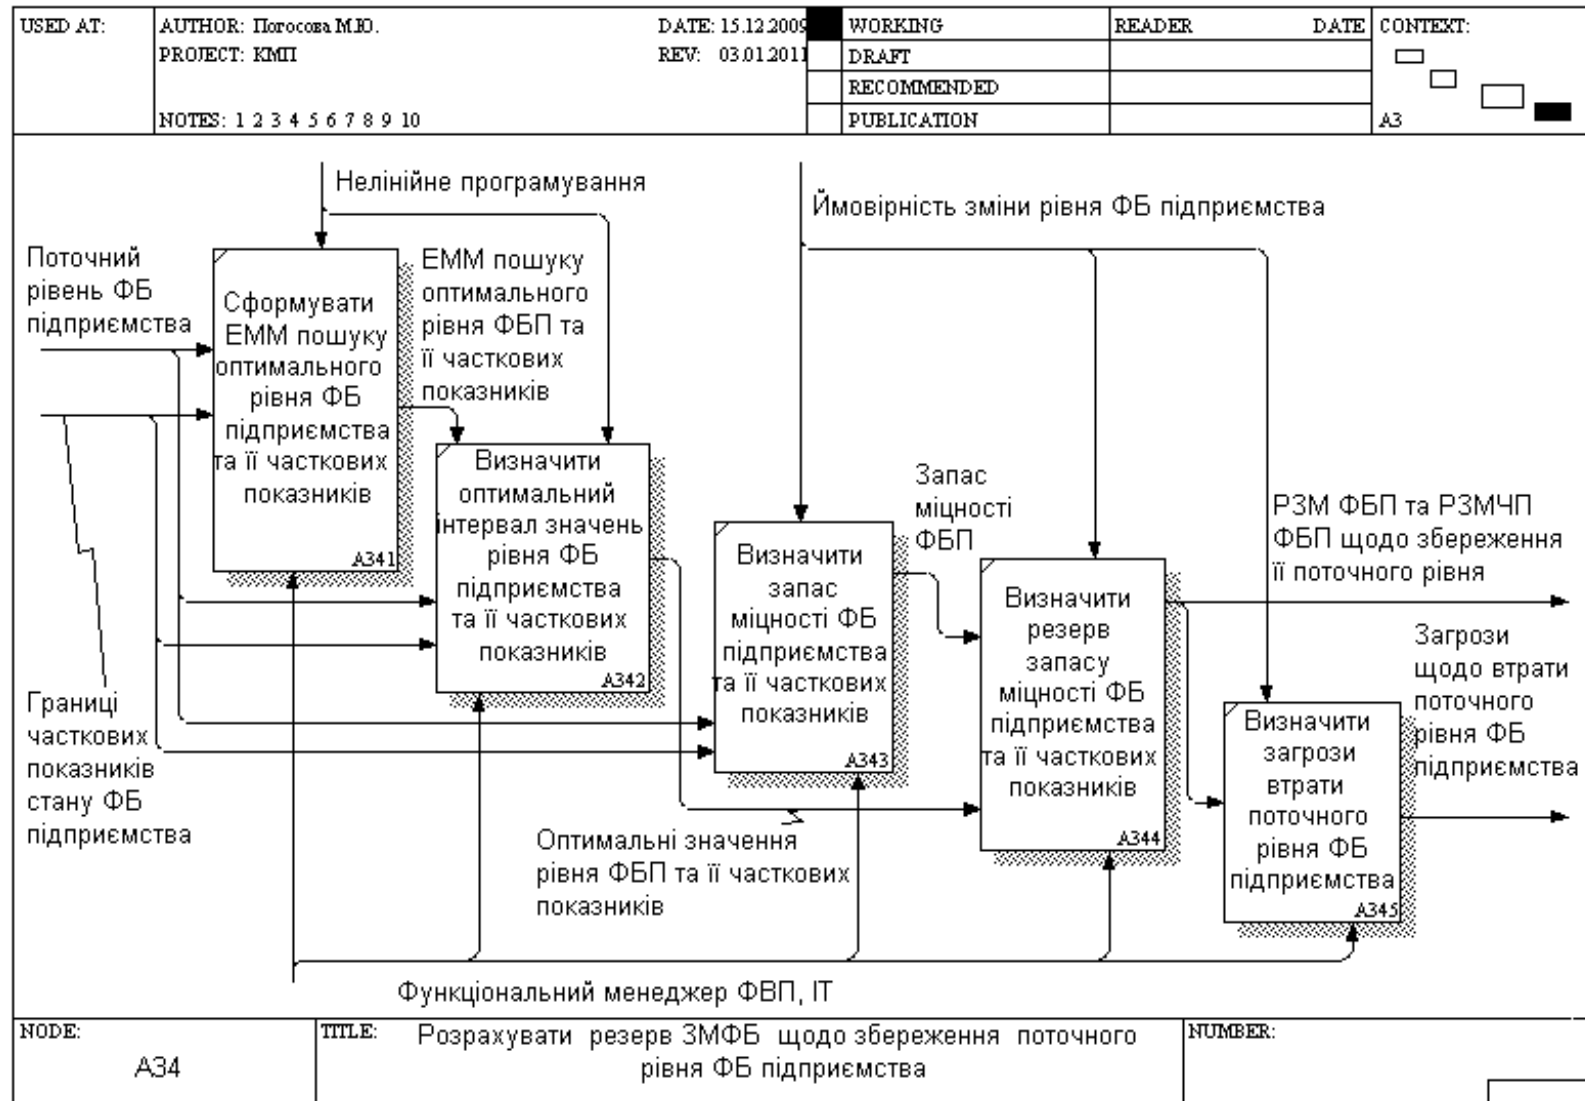 USED AT:
AUTHOR: Погосова М.Ю.
DATE: 15.12.2009
PROJECT: КМП
REV: 03.01.2011
NOTES: 1 2 3 4 5 6 7 8 9 10
WORKING
DRAFT
RECOMMENDED
PUBLICATION
READER DATE
CONTEXT:
A3
Нелінійне програмування
Ймовірність зміни рівня ФБ підприємства
Поточний
рівень ФБ
підприємства
Сформувати
ЕММ пошуку
оптимального
рівня ФБ
підприємства
та її часткових
показників
A341
ЕММ пошуку
оптимального
рівня ФБП та
її часткових
показників
Визначити
оптимальний
інтервал значень
рівня ФБ
підприємства
та її часткових
показників
A342
Визначити
запас
міцності ФБ
підприємства
та її часткових
показників
A343
Запас
міцності
ФБП
Визначити
резерв
запасу
міцності ФБ
підприємства
та її часткових
показників
A344
РЗМ ФБП та РЗМЧП
ФБП щодо збереження
її поточного рівня
Загрози
щодо втрати
поточного
рівня ФБ
підприємства
Визначити
загрози
втрати
поточного
рівня ФБ
підприємства
A345
Границі
часткових
показників
стану ФБ
підприємства
Оптимальні значення
рівня ФБП та її часткових
показників
Функціональний менеджер ФВП, ІТ
NODE:
А34
TITLE:
Розрахувати резерв ЗМФБ щодо збереження поточного
рівня ФБ підприємства
NUMBER: